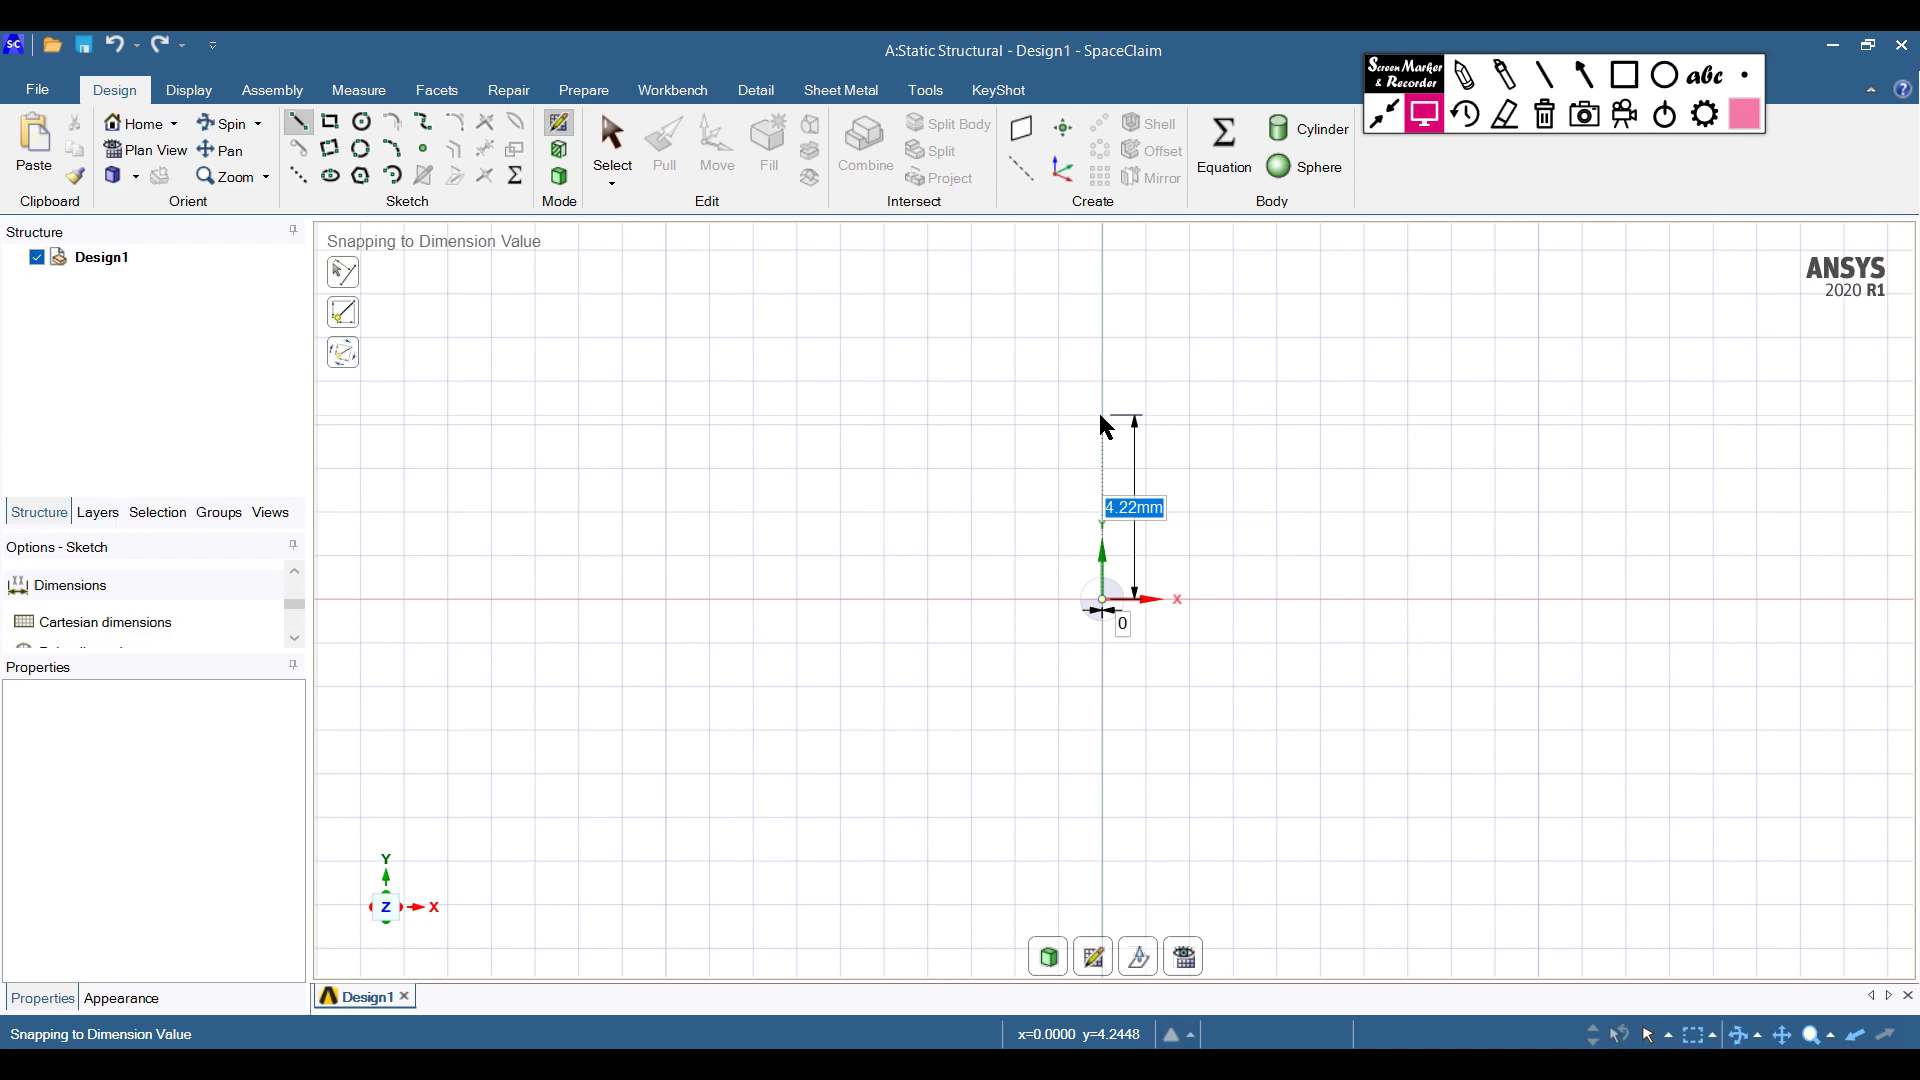 A:Static Structural - Design1 - SpaceClaim
Screen Marker
& Recorder
abc
File Design Display Assembly Measure Facets Repair Prepare Workbench Detail Sheet Metal Tools KeyShot
Paste
Clipboard
Home
Spin
Plan View
Pan
Zoom
Orient
Sketch
Mode
Select
Pull
Move
Fill
Edit
Combine
Split Body
Split
Project
Intersect
Shell
Offset
Mirror
Create
Equation
Cylinder
Sphere
Body
Structure
Design1
Structure Layers Selection Groups Views
Options - Sketch
Dimensions
Cartesian dimensions
Properties
Properties Appearance
Snapping to Dimension Value
ANSYS
2020 R1
4.22mm
Y
X
0
Y
Z
X
Design1
Snapping to Dimension Value
x=0.0000 y=4.2448